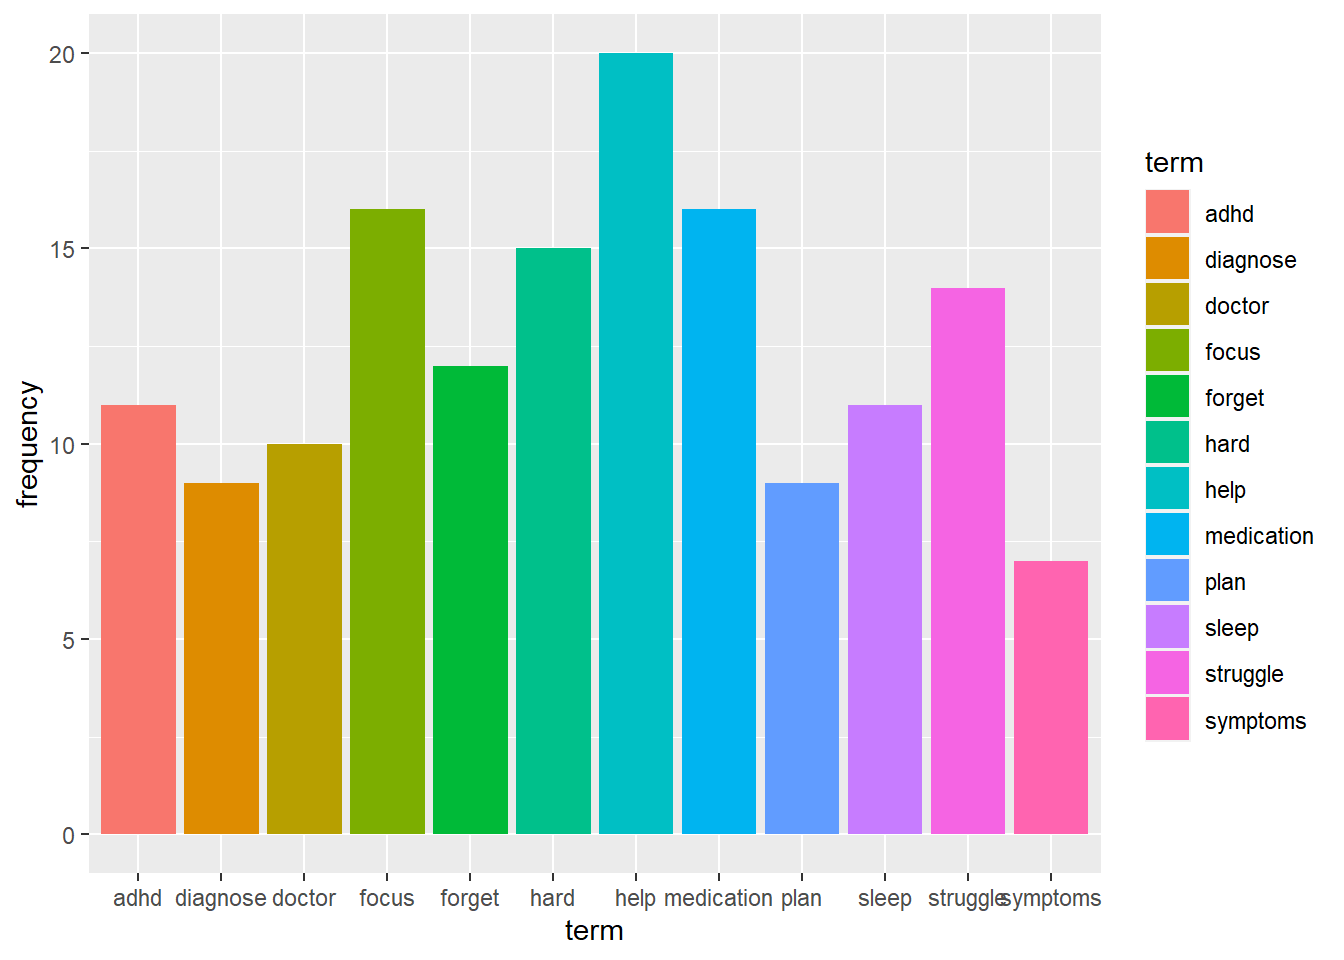 20
15
10
5
0
frequency
adhd diagnose doctor focus forget hard help medication plan sleep struggle symptoms
term
term
adhd
diagnose
doctor
focus
forget
hard
help
medication
plan
sleep
struggle
symptoms